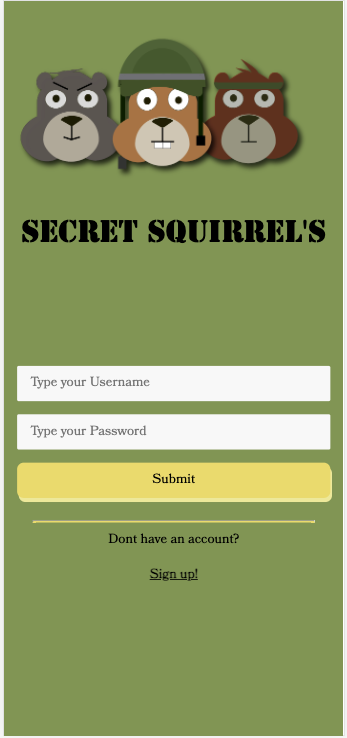 SECRET SQUIRREL'S
Type your Username
Type your Password
Submit
Dont have an account?
Sign up!